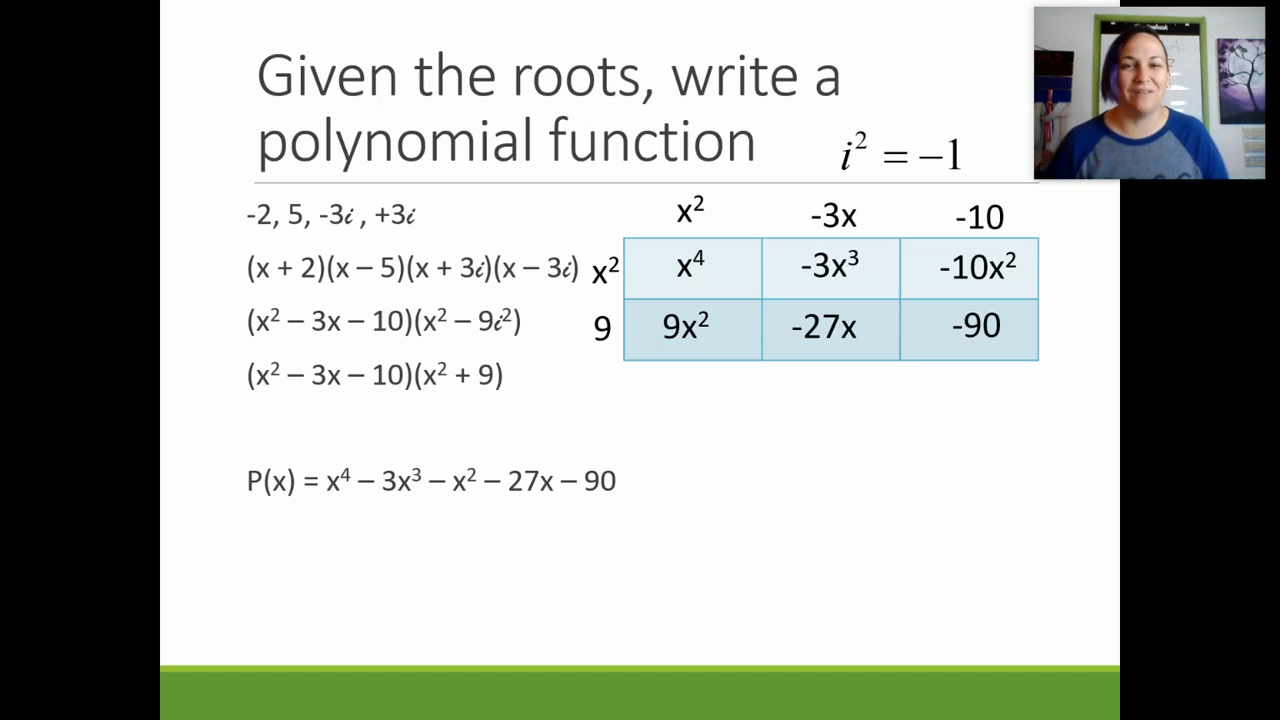 Given the roots, write a
polynomial function
i² = −1
-2, 5, -3i , +3i
(x + 2)(x – 5)(x + 3i)(x – 3i)
(x² – 3x – 10)(x² – 9i²)
(x² – 3x – 10)(x² + 9)
x² -3x -10
x² x⁴ -3x³ -10x²
9 9x² -27x -90
P(x) = x⁴ – 3x³ – x² – 27x – 90